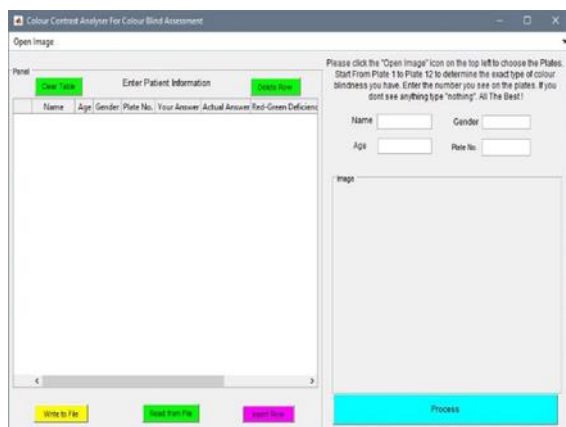 Colour Contrast Analyser For Colour Blind Assessment
Open Image
Panel
Clear Table
Enter Patient Information
Delete Row
Name Age Gender Plate No. Your Answer Actual Answer Red-Green Deficienc
Write to File
Read from File
Insert Row
Please click the "Open Image" icon on the top left to choose the Plates.
Start From Plate 1 to Plate 12 to determine the exact type of colour
blindness you have. Enter the number you see on the plates. If you
dont see anything type "nothing". All The Best !
Name
Gender
Age
Plate No.
Image
Process